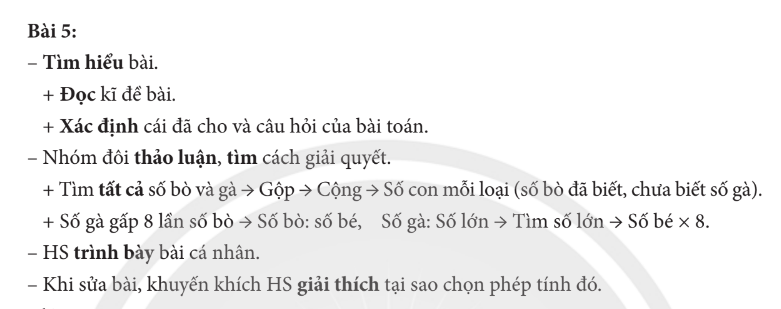 Bài 5:
– Tìm hiểu bài.
+ Đọc kĩ đề bài.
+ Xác định cái đã cho và câu hỏi của bài toán.
– Nhóm đôi thảo luận, tìm cách giải quyết.
+ Tìm tất cả số bò và gà → Gộp → Cộng → Số con mỗi loại (số bò đã biết, chưa biết số gà).
+ Số gà gấp 8 lần số bò → Số bò: số bé, Số gà: Số lớn → Tìm số lớn → Số bé × 8.
– HS trình bày bài cá nhân.
– Khi sửa bài, khuyến khích HS giải thích tại sao chọn phép tính đó.